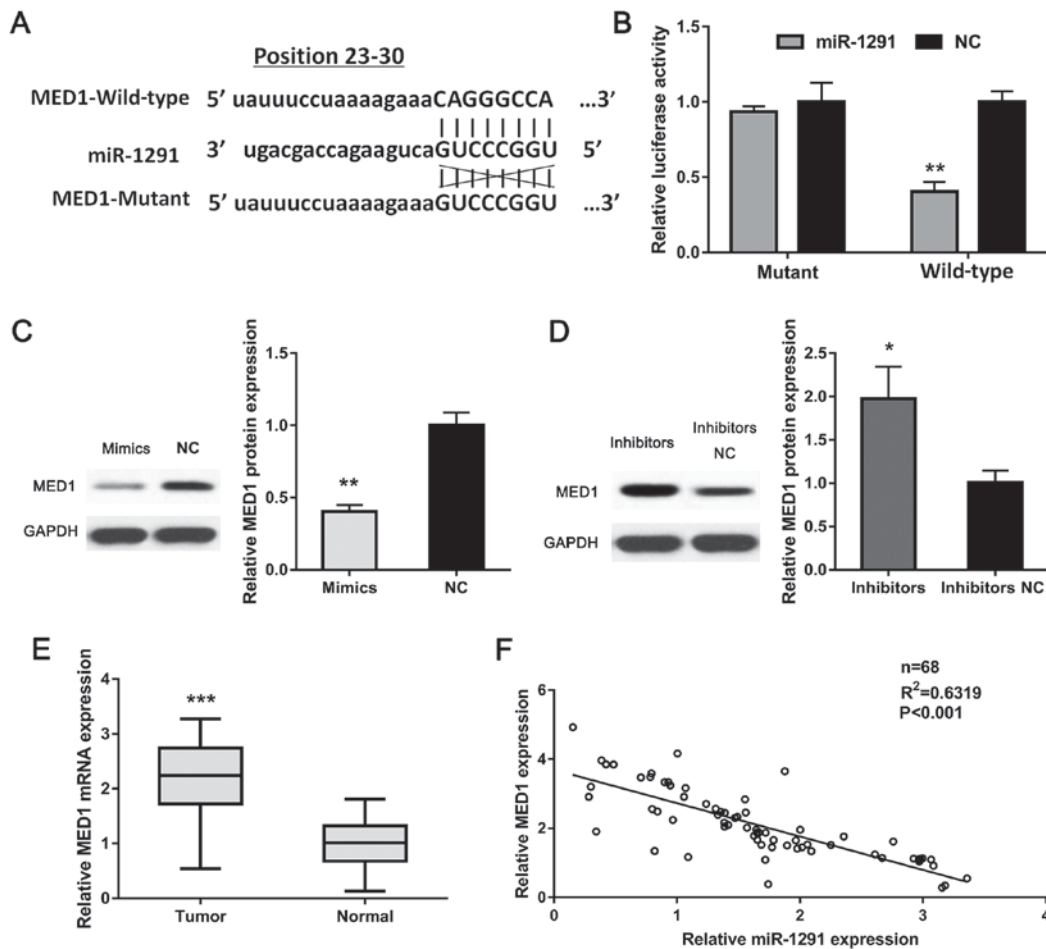 A
Position 23-30
MED1-Wild-type 5’ uauuuccuaaaagaaaCAGGGCCA ...3’
miR-1291 3’ ugacgaccagaagucaGUCCCGGU 5’
MED1-Mutant 5’ uauuuccuaaaagaaaGUCCCGGU ...3’
B
miR-1291 NC
Relative luciferase activity
1.5
1.0
0.5
0.0
**
Mutant Wild-type
C
Mimics NC
MED1
GAPDH
Relative MED1 protein expression
1.5
1.0
0.5
0.0
**
Mimics NC
D
Inhibitors Inhibitors
NC
MED1
GAPDH
Relative MED1 protein expression
2.5
2.0
1.5
1.0
0.5
0.0
*
Inhibitors Inhibitors NC
E
Relative MED1 mRNA expression
4
3
2
1
0
***
Tumor Normal
F
n=68
R²=0.6319
P<0.001
Relative MED1 expression
6
4
2
0
0 1 2 3 4
Relative miR-1291 expression